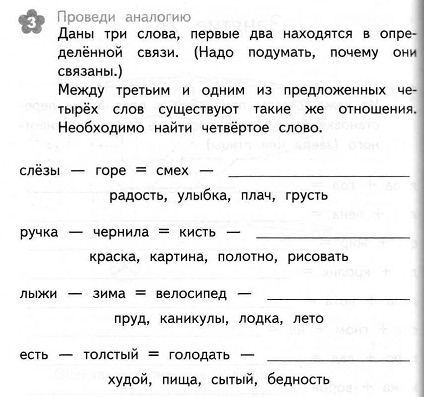 3 Проведи аналогию
Даны три слова, первые два находятся в опре-
делённой связи. (Надо подумать, почему они
связаны.)
Между третьим и одним из предложенных че-
тырёх слов существуют такие же отношения.
Необходимо найти четвёртое слово.
слёзы — горе = смех —
радость, улыбка, плач, грусть
ручка — чернила = кисть —
краска, картина, полотно, рисовать
лыжи — зима = велосипед —
пруд, каникулы, лодка, лето
есть — толстый = голодать —
худой, пища, сытый, бедность